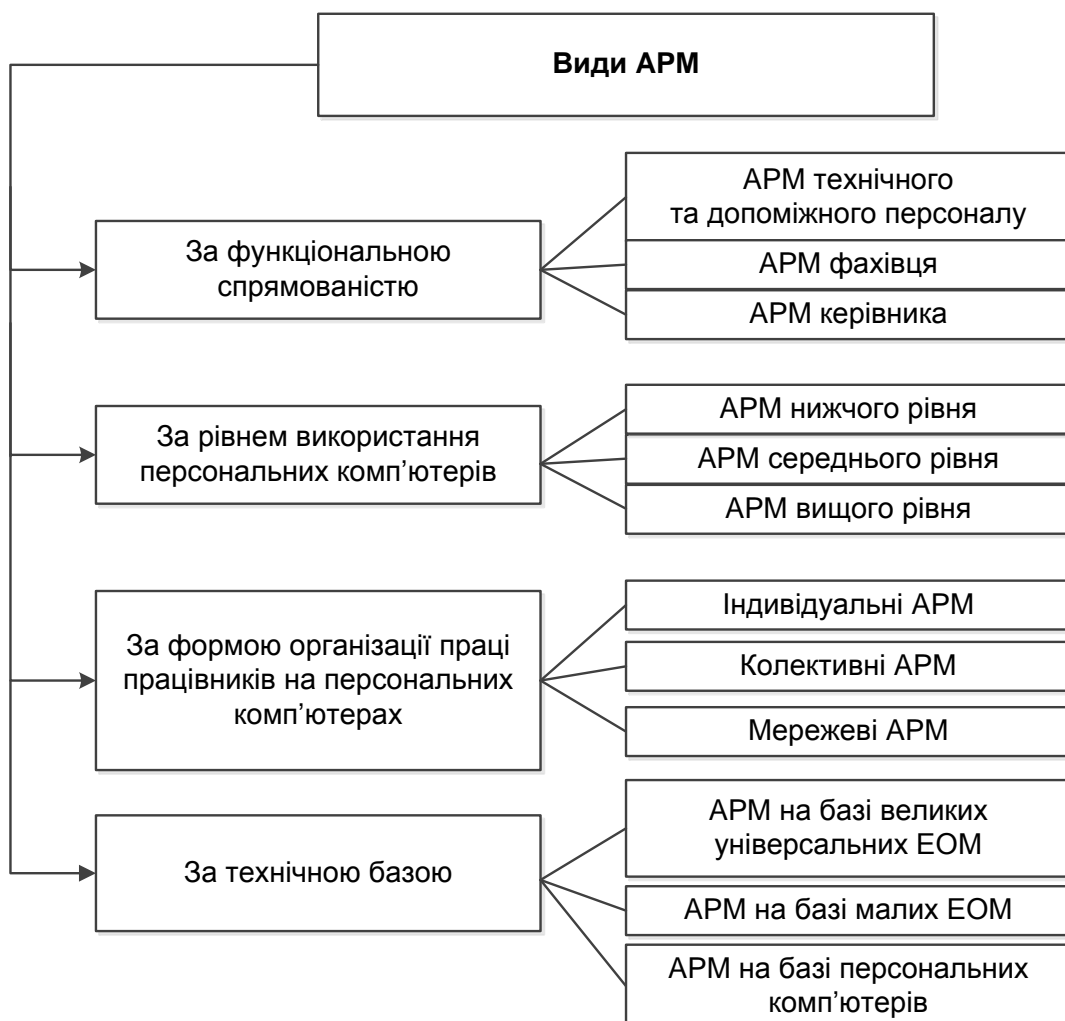 Види АРМ
За функціональною
спрямованістю
АРМ технічного
та допоміжного персоналу
АРМ фахівця
АРМ керівника
За рівнем використання
персональних комп’ютерів
АРМ нижчого рівня
АРМ середнього рівня
АРМ вищого рівня
За формою організації праці
працівників на персональних
комп’ютерах
Індивідуальні АРМ
Колективні АРМ
Мережеві АРМ
За технічною базою
АРМ на базі великих
універсальних ЕОМ
АРМ на базі малих ЕОМ
АРМ на базі персональних
комп’ютерів